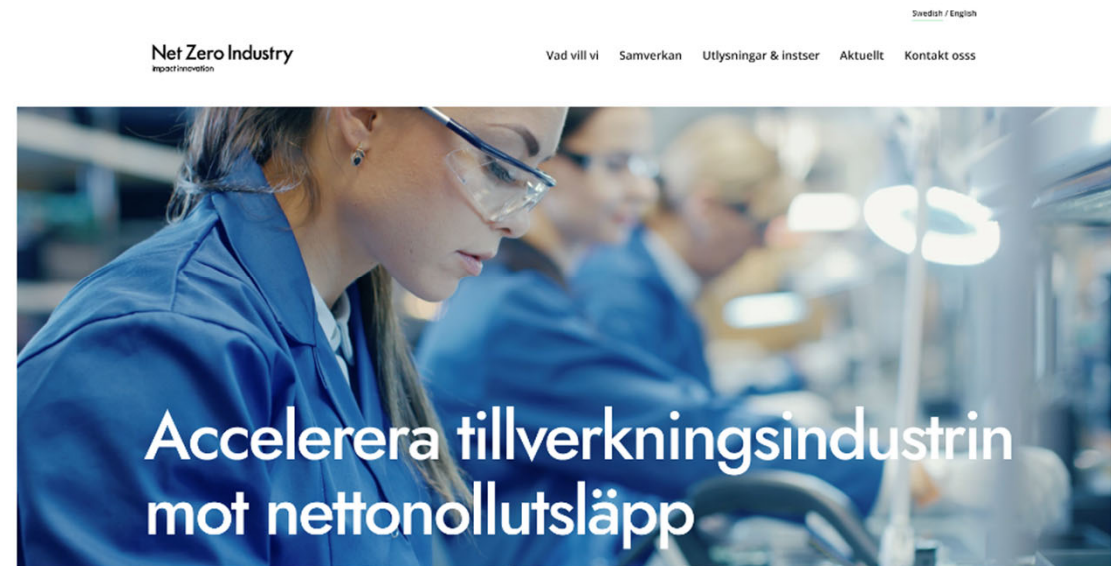 Swedish / English
Net Zero Industry
impact innovation
Vad vill vi Samverkan Utlysningar & instser Aktuellt Kontakt osss
Accelerera tillverkningsindustrin
mot nettonollutsläpp